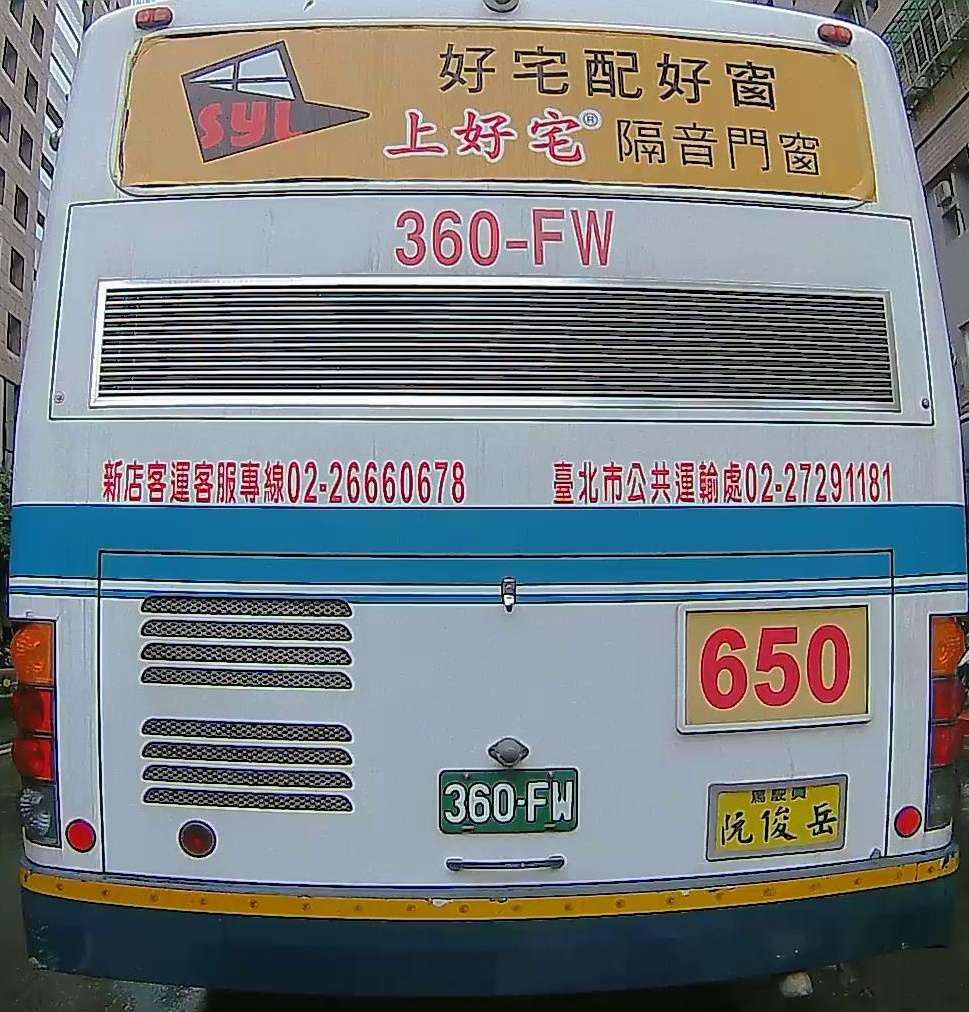 SYL
好宅配好窗
上好宅® 隔音門窗
360-FW
新店客運客服專線02-26660678
臺北市公共運輸處02-27291181
650
360-FW
駕駛員
阮俊岳